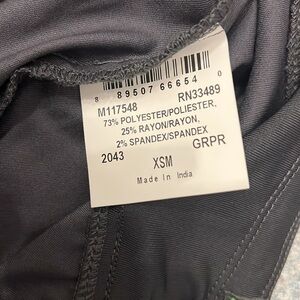 8 89507 66654 0
M117548 RN33489
73% POLYESTER/POLIESTER,
25% RAYON/RAYON,
2% SPANDEX/SPANDEX
2043 GRPR
XSM
Made In India